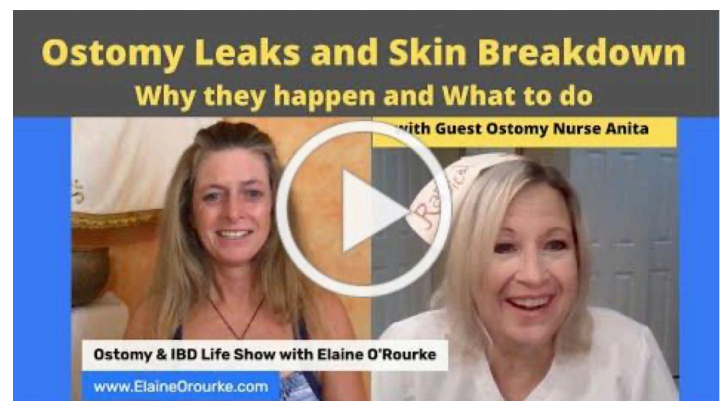 Ostomy Leaks and Skin Breakdown
Why they happen and What to do
with Guest Ostomy Nurse Anita
Ostomy & IBD Life Show with Elaine O'Rourke
www.ElaineOrourke.com